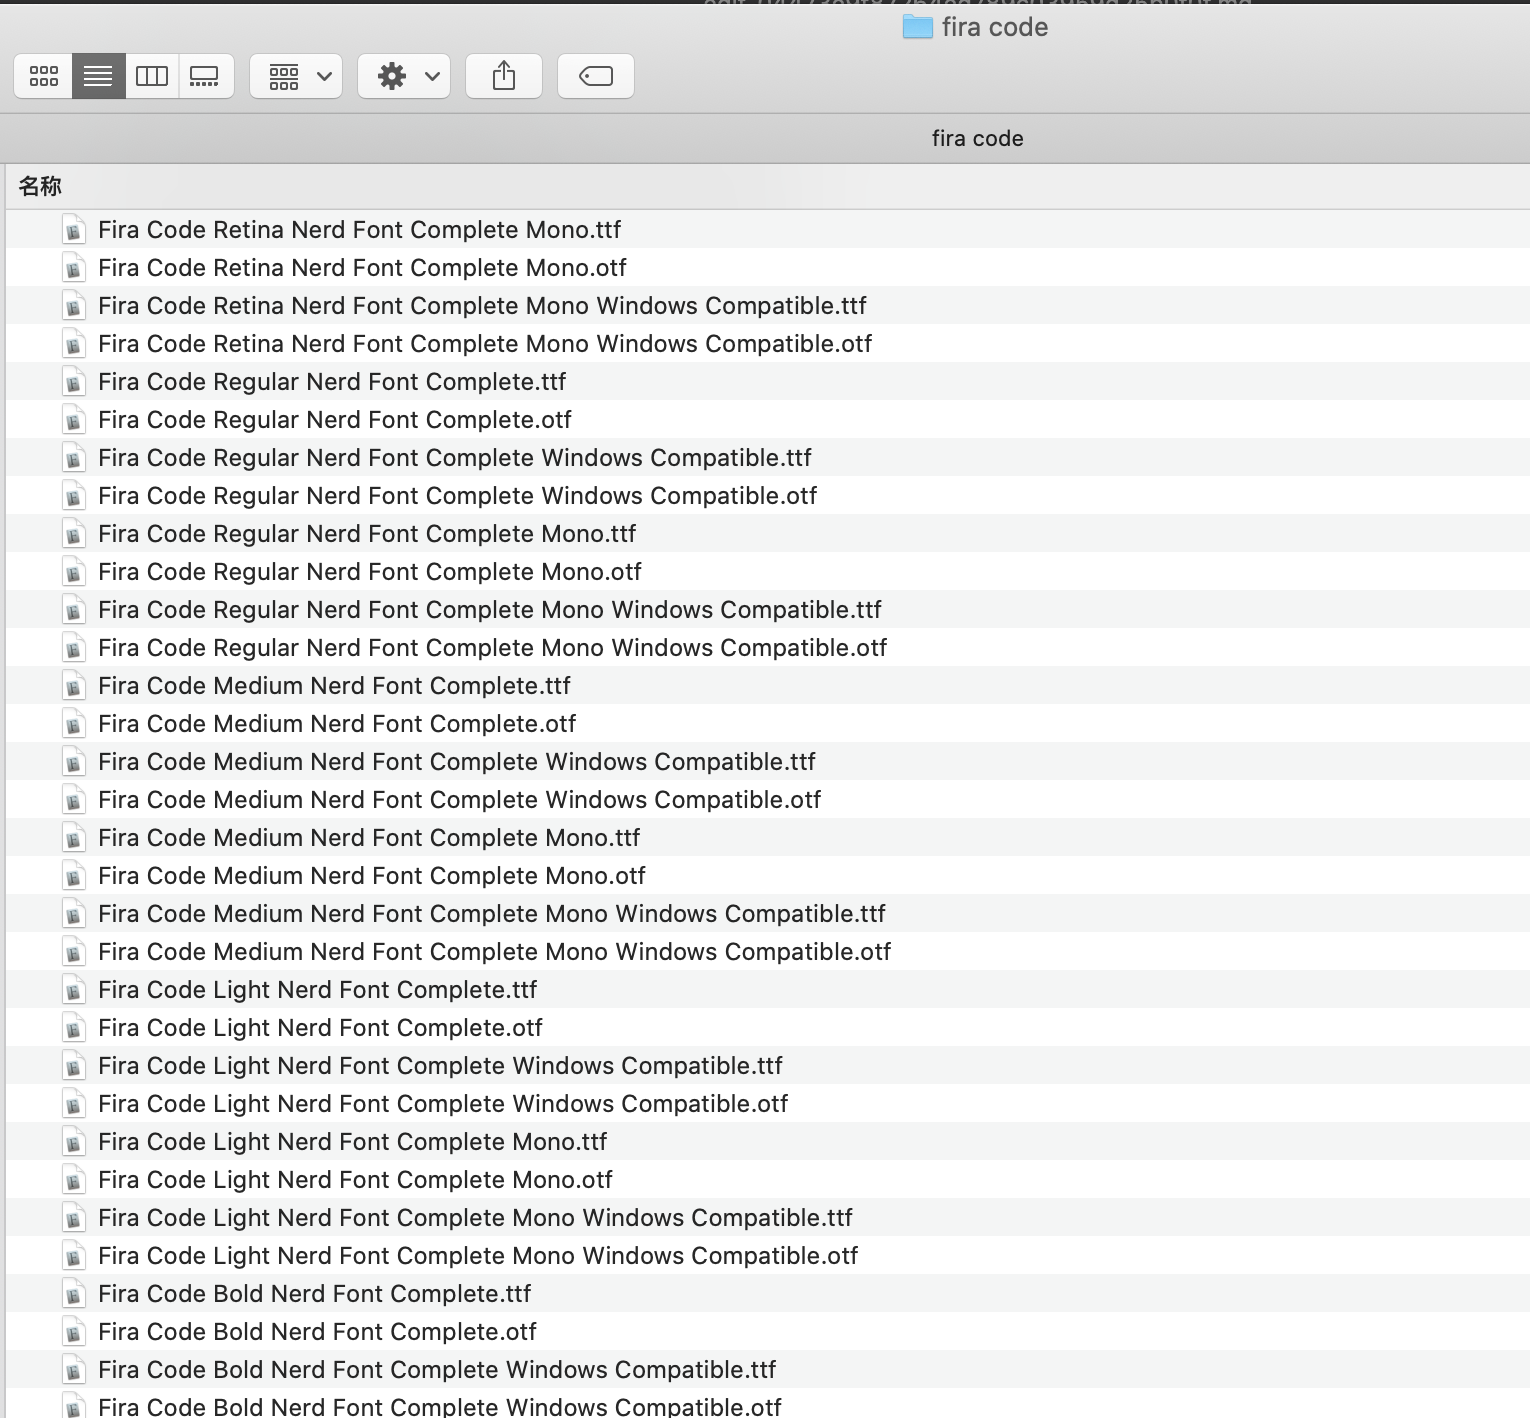 fira code
fira code
名称
Fira Code Retina Nerd Font Complete Mono.ttf
Fira Code Retina Nerd Font Complete Mono.otf
Fira Code Retina Nerd Font Complete Mono Windows Compatible.ttf
Fira Code Retina Nerd Font Complete Mono Windows Compatible.otf
Fira Code Regular Nerd Font Complete.ttf
Fira Code Regular Nerd Font Complete.otf
Fira Code Regular Nerd Font Complete Windows Compatible.ttf
Fira Code Regular Nerd Font Complete Windows Compatible.otf
Fira Code Regular Nerd Font Complete Mono.ttf
Fira Code Regular Nerd Font Complete Mono.otf
Fira Code Regular Nerd Font Complete Mono Windows Compatible.ttf
Fira Code Regular Nerd Font Complete Mono Windows Compatible.otf
Fira Code Medium Nerd Font Complete.ttf
Fira Code Medium Nerd Font Complete.otf
Fira Code Medium Nerd Font Complete Windows Compatible.ttf
Fira Code Medium Nerd Font Complete Windows Compatible.otf
Fira Code Medium Nerd Font Complete Mono.ttf
Fira Code Medium Nerd Font Complete Mono.otf
Fira Code Medium Nerd Font Complete Mono Windows Compatible.ttf
Fira Code Medium Nerd Font Complete Mono Windows Compatible.otf
Fira Code Light Nerd Font Complete.ttf
Fira Code Light Nerd Font Complete.otf
Fira Code Light Nerd Font Complete Windows Compatible.ttf
Fira Code Light Nerd Font Complete Windows Compatible.otf
Fira Code Light Nerd Font Complete Mono.ttf
Fira Code Light Nerd Font Complete Mono.otf
Fira Code Light Nerd Font Complete Mono Windows Compatible.ttf
Fira Code Light Nerd Font Complete Mono Windows Compatible.otf
Fira Code Bold Nerd Font Complete.ttf
Fira Code Bold Nerd Font Complete.otf
Fira Code Bold Nerd Font Complete Windows Compatible.ttf
Fira Code Bold Nerd Font Complete Windows Compatible.otf